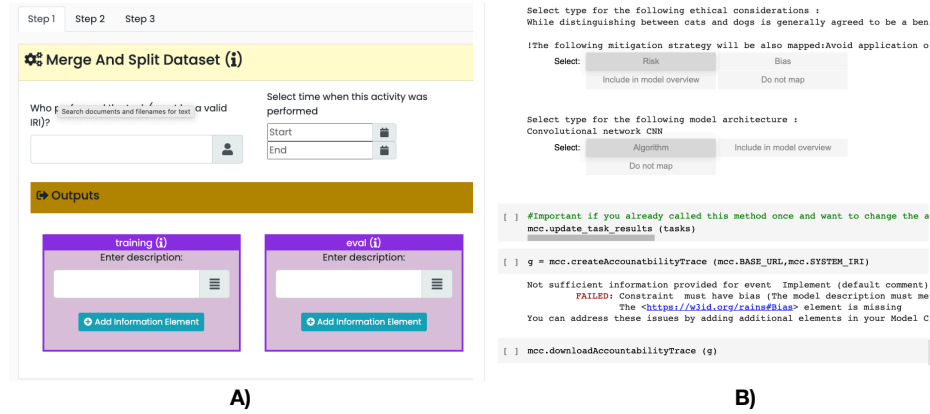 Step 1 Step 2 Step 3
Merge And Split Dataset (i)
Who a valid
Search documents and filenames for text
IRI)?
Select time when this activity was
performed
Start
End
Outputs
training (i)
Enter description:
Add Information Element
eval (i)
Enter description:
Add Information Element
A)
Select type for the following ethical considerations :
While distinguishing between cats and dogs is generally agreed to be a ben
!The following mitigation strategy will be also mapped:Avoid application o
Select: Risk Bias
Include in model overview Do not map
Select type for the following model architecture :
Convolutional network CNN
Select: Algorithm Include in model overview
Do not map
[ ] #Important if you already called this method once and want to change the a
mcc.update_task_results (tasks)
[ ] g = mcc.createAccounatbilityTrace (mcc.BASE_URL,mcc.SYSTEM_IRI)
Not sufficient information provided for event Implement (default comment)
FAILED: Constraint must have bias (The model description must me
The <https://w3id.org/rains#Bias> element is missing
You can address these issues by adding additional elements in your Model C
[ ] mcc.downloadAccountabilityTrace (g)
B)